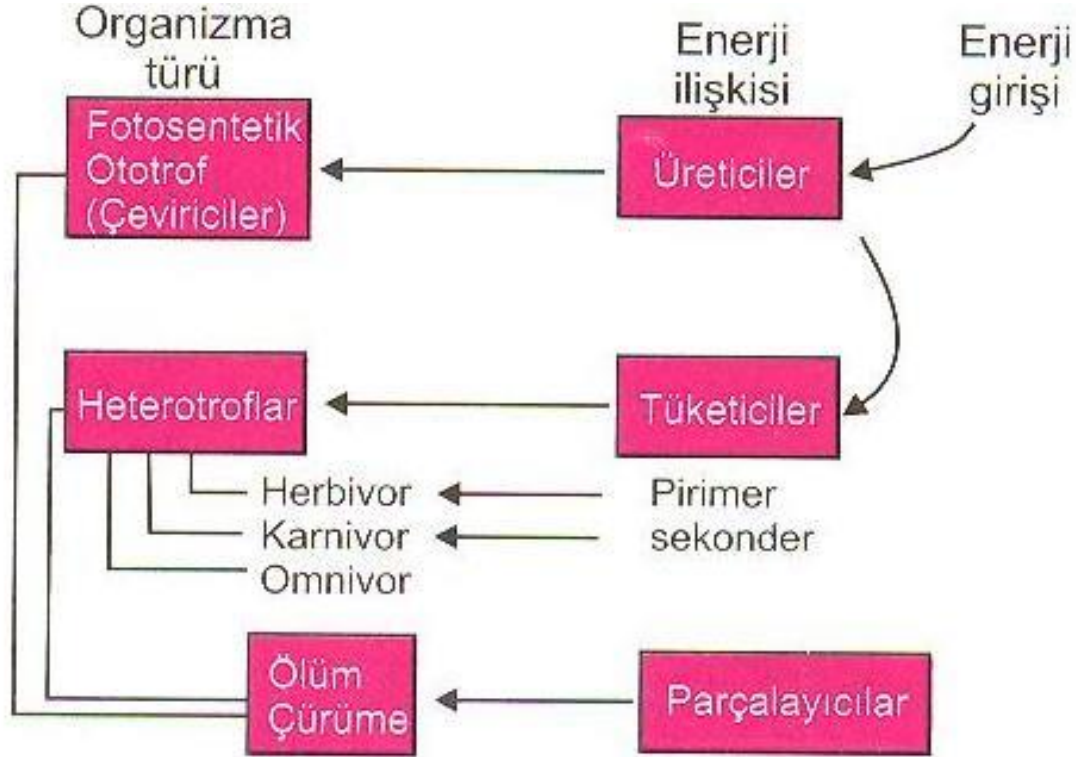 Organizma
türü
Enerji
ilişkisi
Enerji
girişi
Fotosentetik
Ototrof
(Çeviriciler)
Üreticiler
Heterotroflar
Tüketiciler
Herbivor
Pirimer
Karnivor
sekonder
Omnivor
Ölüm
Çürüme
Parçalayıcılar